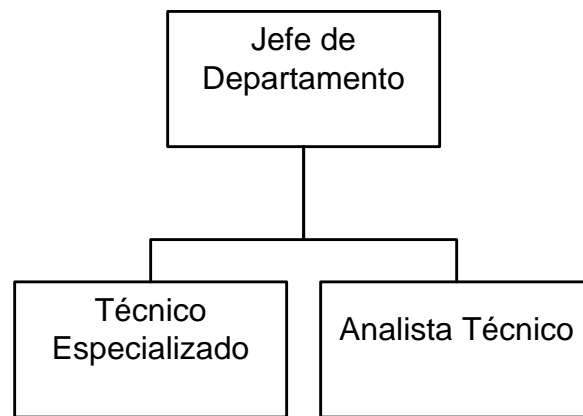 Jefe de
Departamento
Técnico
Especializado
Analista Técnico